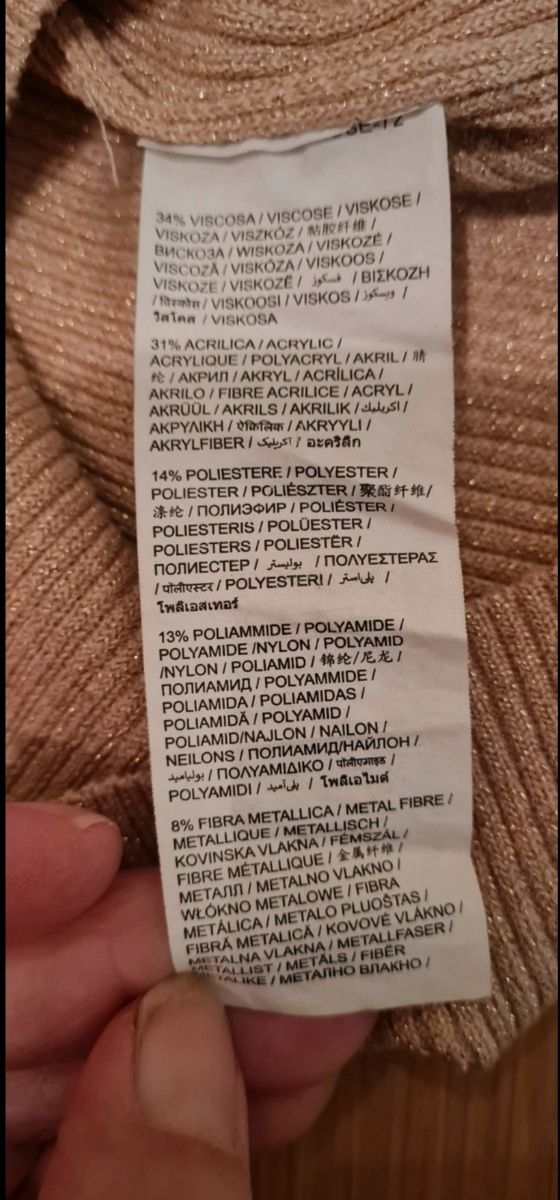 34% VISCOSA / VISCOSE / VISKOSE /
VISKOZA / VISZKÓZ / 粘胶纤维 /
ВИСКОЗА / WISKOZA / VISKOZĖ /
VISCOZĂ / VISKÓZA / VISKOOS /
VISKOZE / VISKOZË / فسكوز / ΒΙΣΚΟΖΗ
/ विस्कोस / VISKOOSI / VISKOS / ویسکوز /
วิสโคส / VISKOSA
31% ACRILICA / ACRYLIC /
ACRYLIQUE / POLYACRYL / AKRIL / 腈
纶 / АКРИЛ / AKRYL / ACRÍLICA /
AKRILO / FIBRE ACRILICE / ACRYL /
AKRÜÜL / AKRILS / AKRILIK / اكريليك /
ΑΚΡΥΛΙΚΗ / ऐक्रिलिक / AKRYYLI /
AKRYLFIBER / اکریلیک / อะคริลิก
14% POLIESTERE / POLYESTER /
POLIESTER / POLIÉSZTER / 聚酯纤维/
涤纶 / ПОЛИЭФИР / POLIÉSTER /
POLIESTERIS / POLÜESTER /
POLIESTERS / POLIESTËR /
ПОЛИЕСТЕР / بوليستر / ΠΟΛΥΕΣΤΕΡΑΣ
/ पॉलीएस्टर / POLYESTERI / پلی‌استر /
โพลีเอสเทอร์
13% POLIAMMIDE / POLYAMIDE /
POLYAMIDE /NYLON / POLYAMID
/NYLON / POLIAMID / 锦纶/尼龙 /
ПОЛИАМИД / POLYAMMIDE /
POLIAMIDA / POLIAMIDAS /
POLIAMIDĂ / POLYAMID /
POLIAMID/NAJLON / NAILON /
NEILONS / ПОЛИАМИД/НАЙЛОН /
بولياميد / ΠΟΛΥΑΜΙΔΙΚΟ / पॉलीएमाइड /
POLYAMIDI / پلی‌آمید / โพลีเอไมด์
8% FIBRA METALLICA / METAL FIBRE /
METALLIQUE / METALLISCH /
KOVINSKA VLAKNA / FÉMSZÁL /
FIBRE MÉTALLIQUE / 金属纤维 /
МЕТАЛЛ / METALNO VLAKNO /
WŁÓKNO METALOWE / FIBRA
METÁLICA / METALO PLUOŠTAS /
FIBRĂ METALICĂ / KOVOVÉ VLÁKNO /
METALNA VLAKNA / METALLFASER /
METALLIST / METĀLS / FIBËR
METALIKE / МЕТАЛНО ВЛАКНО /